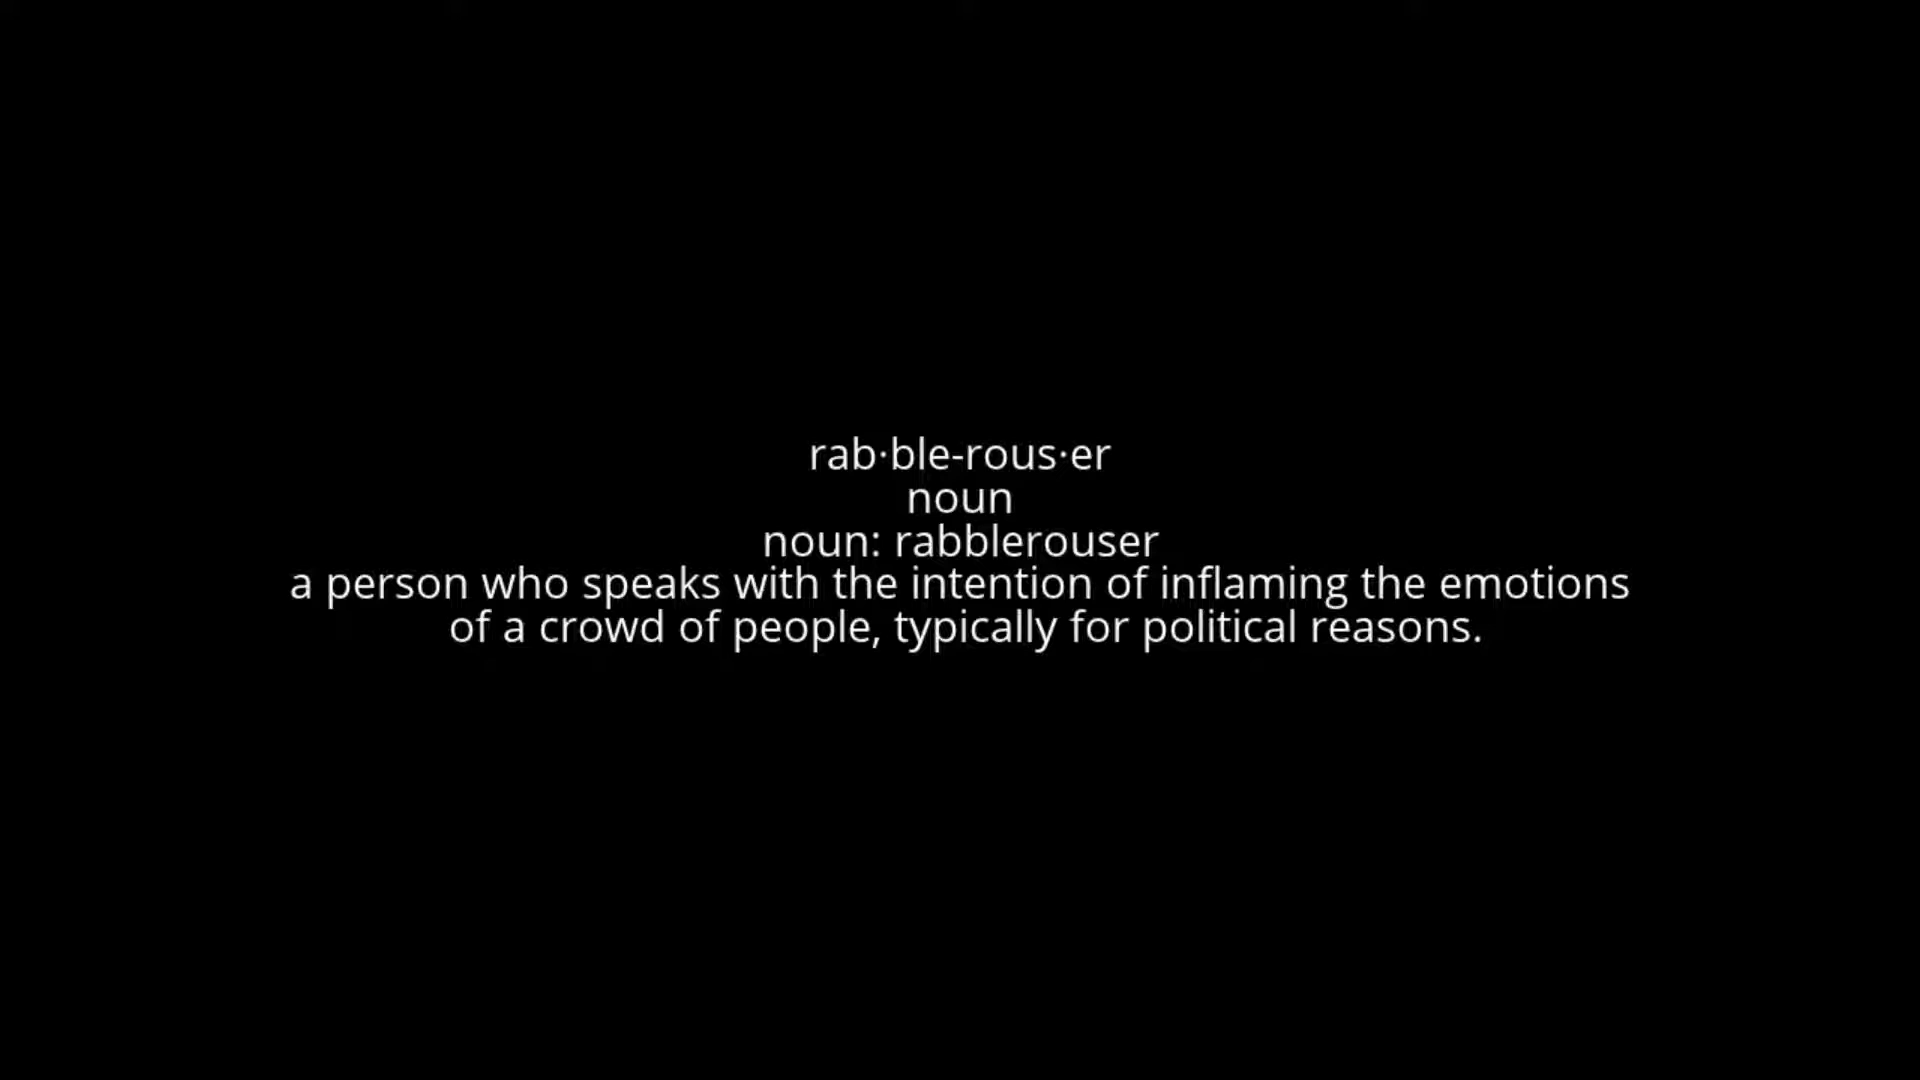 rab·ble-rous·er
noun
noun: rabblerouser
a person who speaks with the intention of inflaming the emotions
of a crowd of people, typically for political reasons.